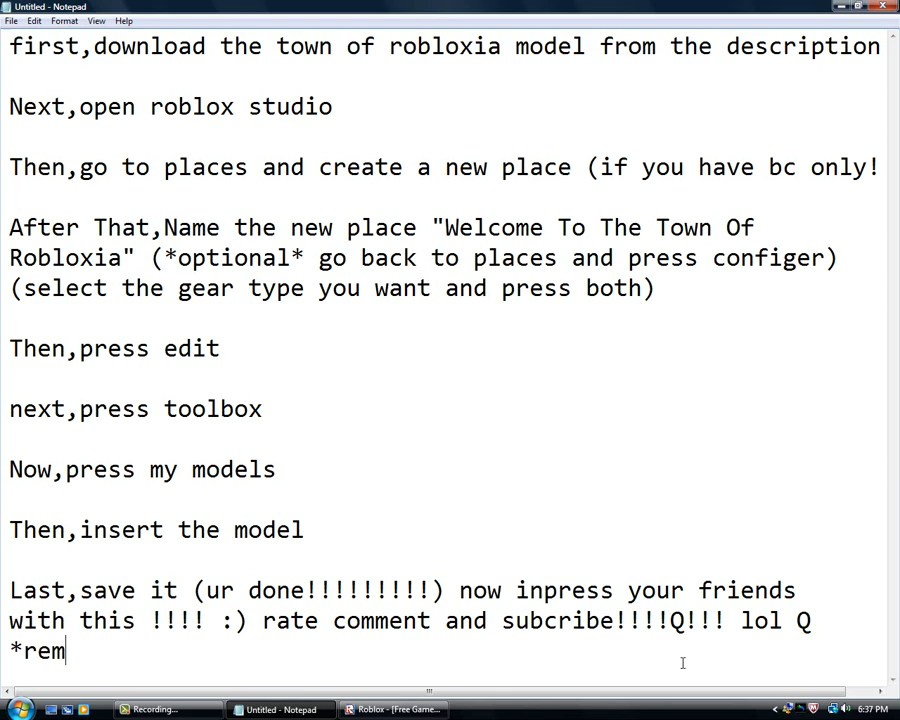 Untitled - Notepad
File Edit Format View Help
first,download the town of robloxia model from the description
Next,open roblox studio
Then,go to places and create a new place (if you have bc only!
After That,Name the new place "Welcome To The Town Of
Robloxia" (*optional* go back to places and press configer)
(select the gear type you want and press both)
Then,press edit
next,press toolbox
Now,press my models
Then,insert the model
Last,save it (ur done!!!!!!!!!) now inpress your friends
with this !!!! :) rate comment and subcribe!!!!Q!!! lol Q
*rem
Recording... Untitled - Notepad Roblox - [Free Game... 6:37 PM